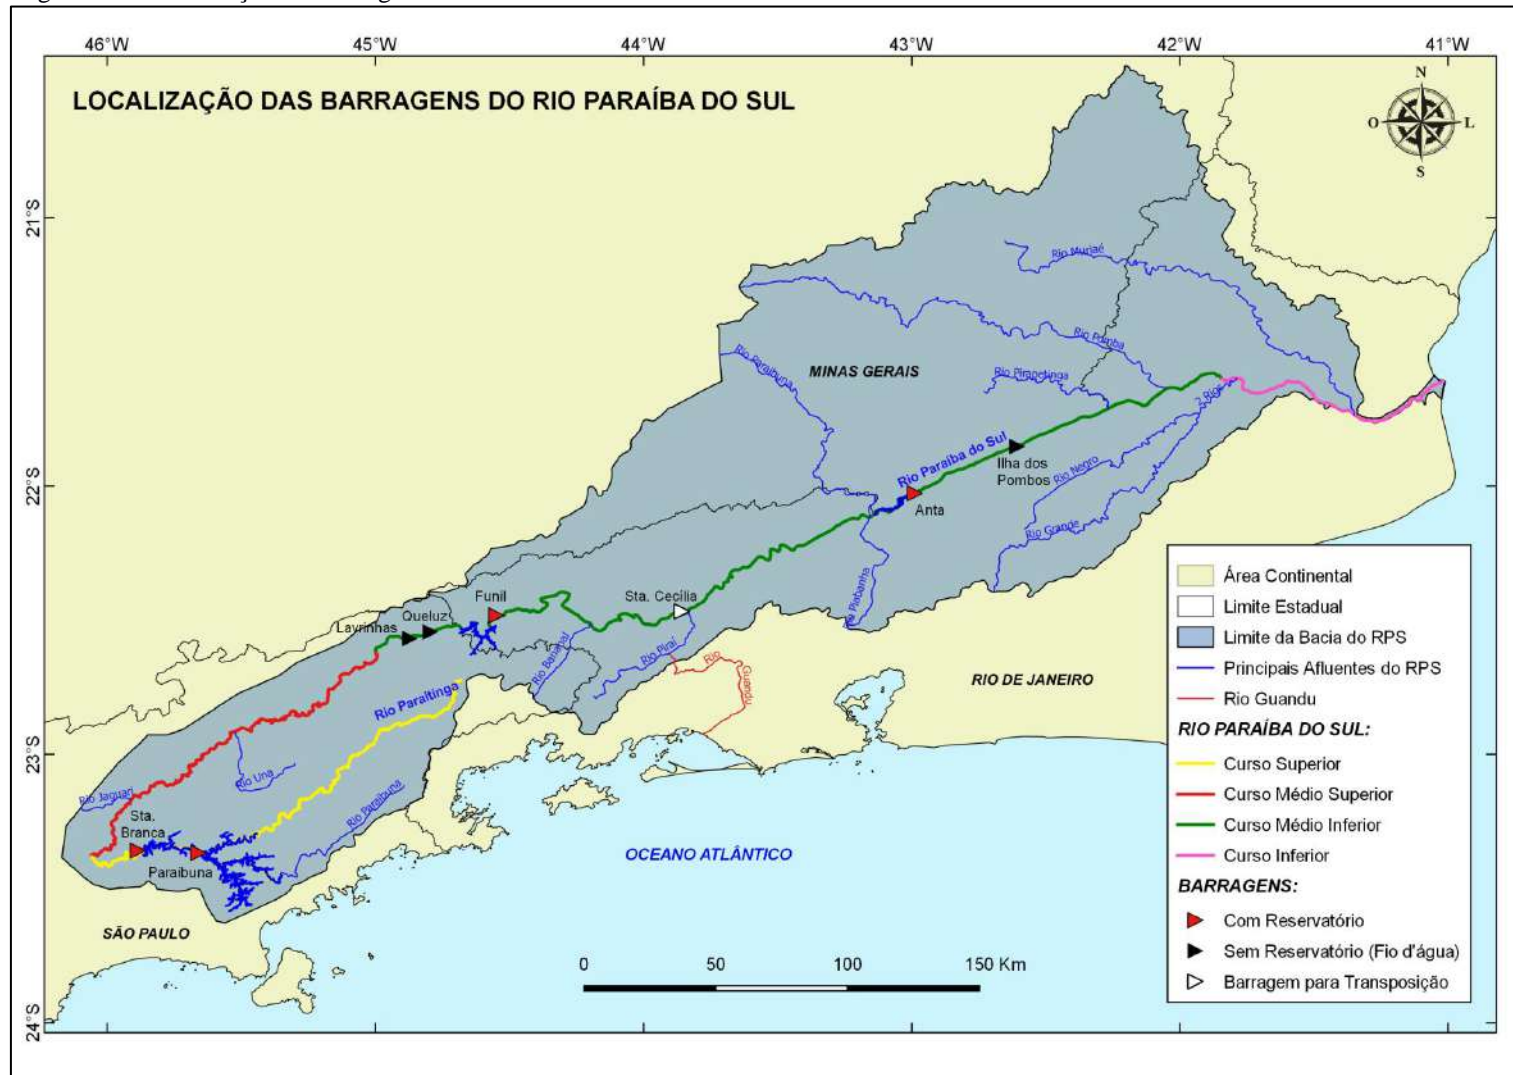 46°W 45°W 44°W 43°W 42°W 41°W
LOCALIZAÇÃO DAS BARRAGENS DO RIO PARAÍBA DO SUL
N
O L
S
21°S
22°S
23°S
24°S
Rio Muriaé
Rio Pomba
Rio Paraibuna
MINAS GERAIS
Rio Pirapetinga
2 Rios
Rio Paraíba do Sul
Ilha dos
Pombos
Rio Negro
Anta
Rio Grande
Rio Piabanha
Funil
Sta. Cecília
Queluz
Lavrinhas
Rio Bananal
Rio Piraí
Rio
Guandu
RIO DE JANEIRO
Rio Paraitinga
Rio Una
Rio Jaguari
Rio Paraibuna
Sta.
Branca
Paraibuna
OCEANO ATLÂNTICO
SÃO PAULO
0 50 100 150 Km
Área Continental
Limite Estadual
Limite da Bacia do RPS
Principais Afluentes do RPS
Rio Guandu
RIO PARAÍBA DO SUL:
Curso Superior
Curso Médio Superior
Curso Médio Inferior
Curso Inferior
BARRAGENS:
Com Reservatório
Sem Reservatório (Fio d'água)
Barragem para Transposição